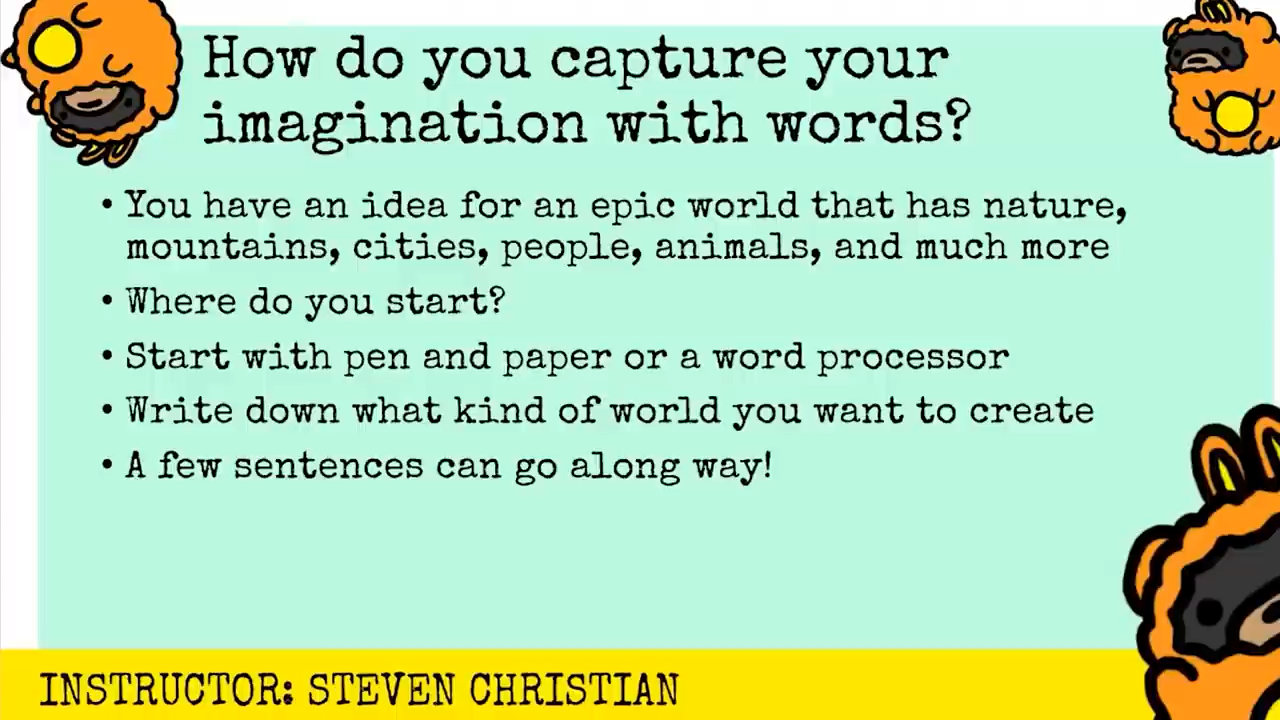 How do you capture your
imagination with words?
• You have an idea for an epic world that has nature,
mountains, cities, people, animals, and much more
• Where do you start?
• Start with pen and paper or a word processor
• Write down what kind of world you want to create
• A few sentences can go along way!
INSTRUCTOR: STEVEN CHRISTIAN